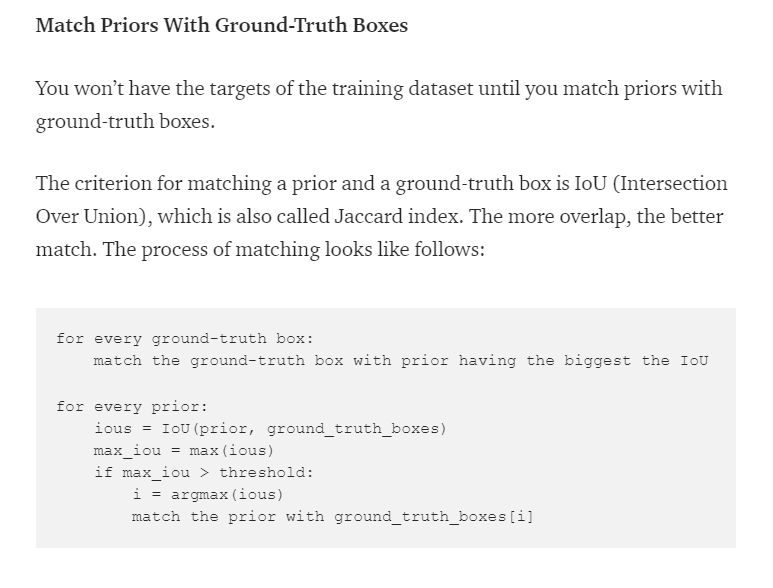 Match Priors With Ground-Truth Boxes
You won’t have the targets of the training dataset until you match priors with
ground-truth boxes.
The criterion for matching a prior and a ground-truth box is IoU (Intersection
Over Union), which is also called Jaccard index. The more overlap, the better
match. The process of matching looks like follows:
for every ground-truth box:
    match the ground-truth box with prior having the biggest the IoU
for every prior:
    ious = IoU(prior, ground_truth_boxes)
    max_iou = max(ious)
    if max_iou > threshold:
        i = argmax(ious)
        match the prior with ground_truth_boxes[i]